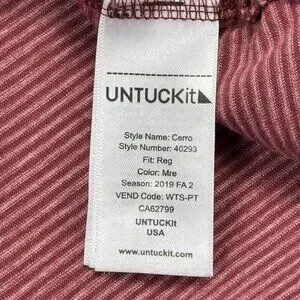 UNTUCKit
Style Name: Cerro
Style Number: 40293
Fit: Reg
Color: Mre
Season: 2019 FA 2
VEND Code: WTS-PT
CA62799
www.untuckit.com
UNTUCKit
USA